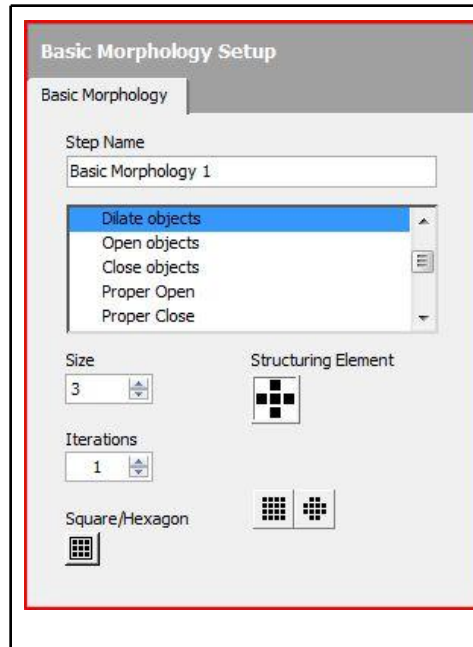 Basic Morphology Setup
Basic Morphology
Step Name
Basic Morphology 1
Dilate objects
Open objects
Close objects
Proper Open
Proper Close
Size
Structuring Element
3
Iterations
1
Square/Hexagon